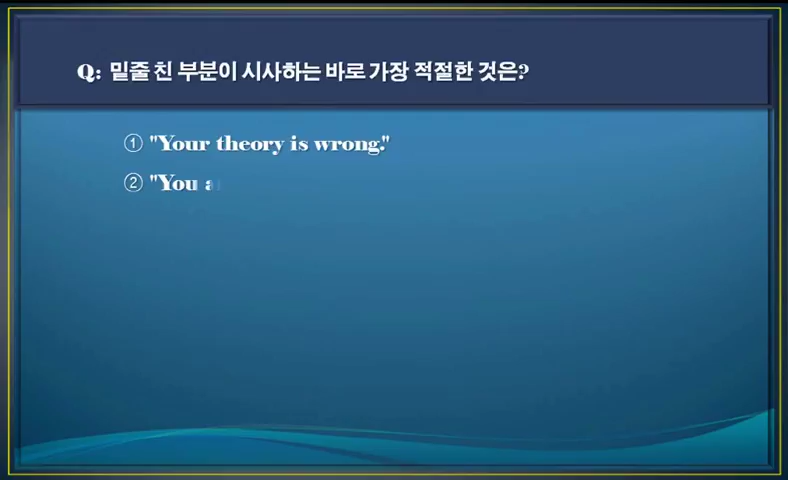 Q: 밑줄 친 부분이 시사하는 바로 가장 적절한 것은?
① "Your theory is wrong."
② "You a